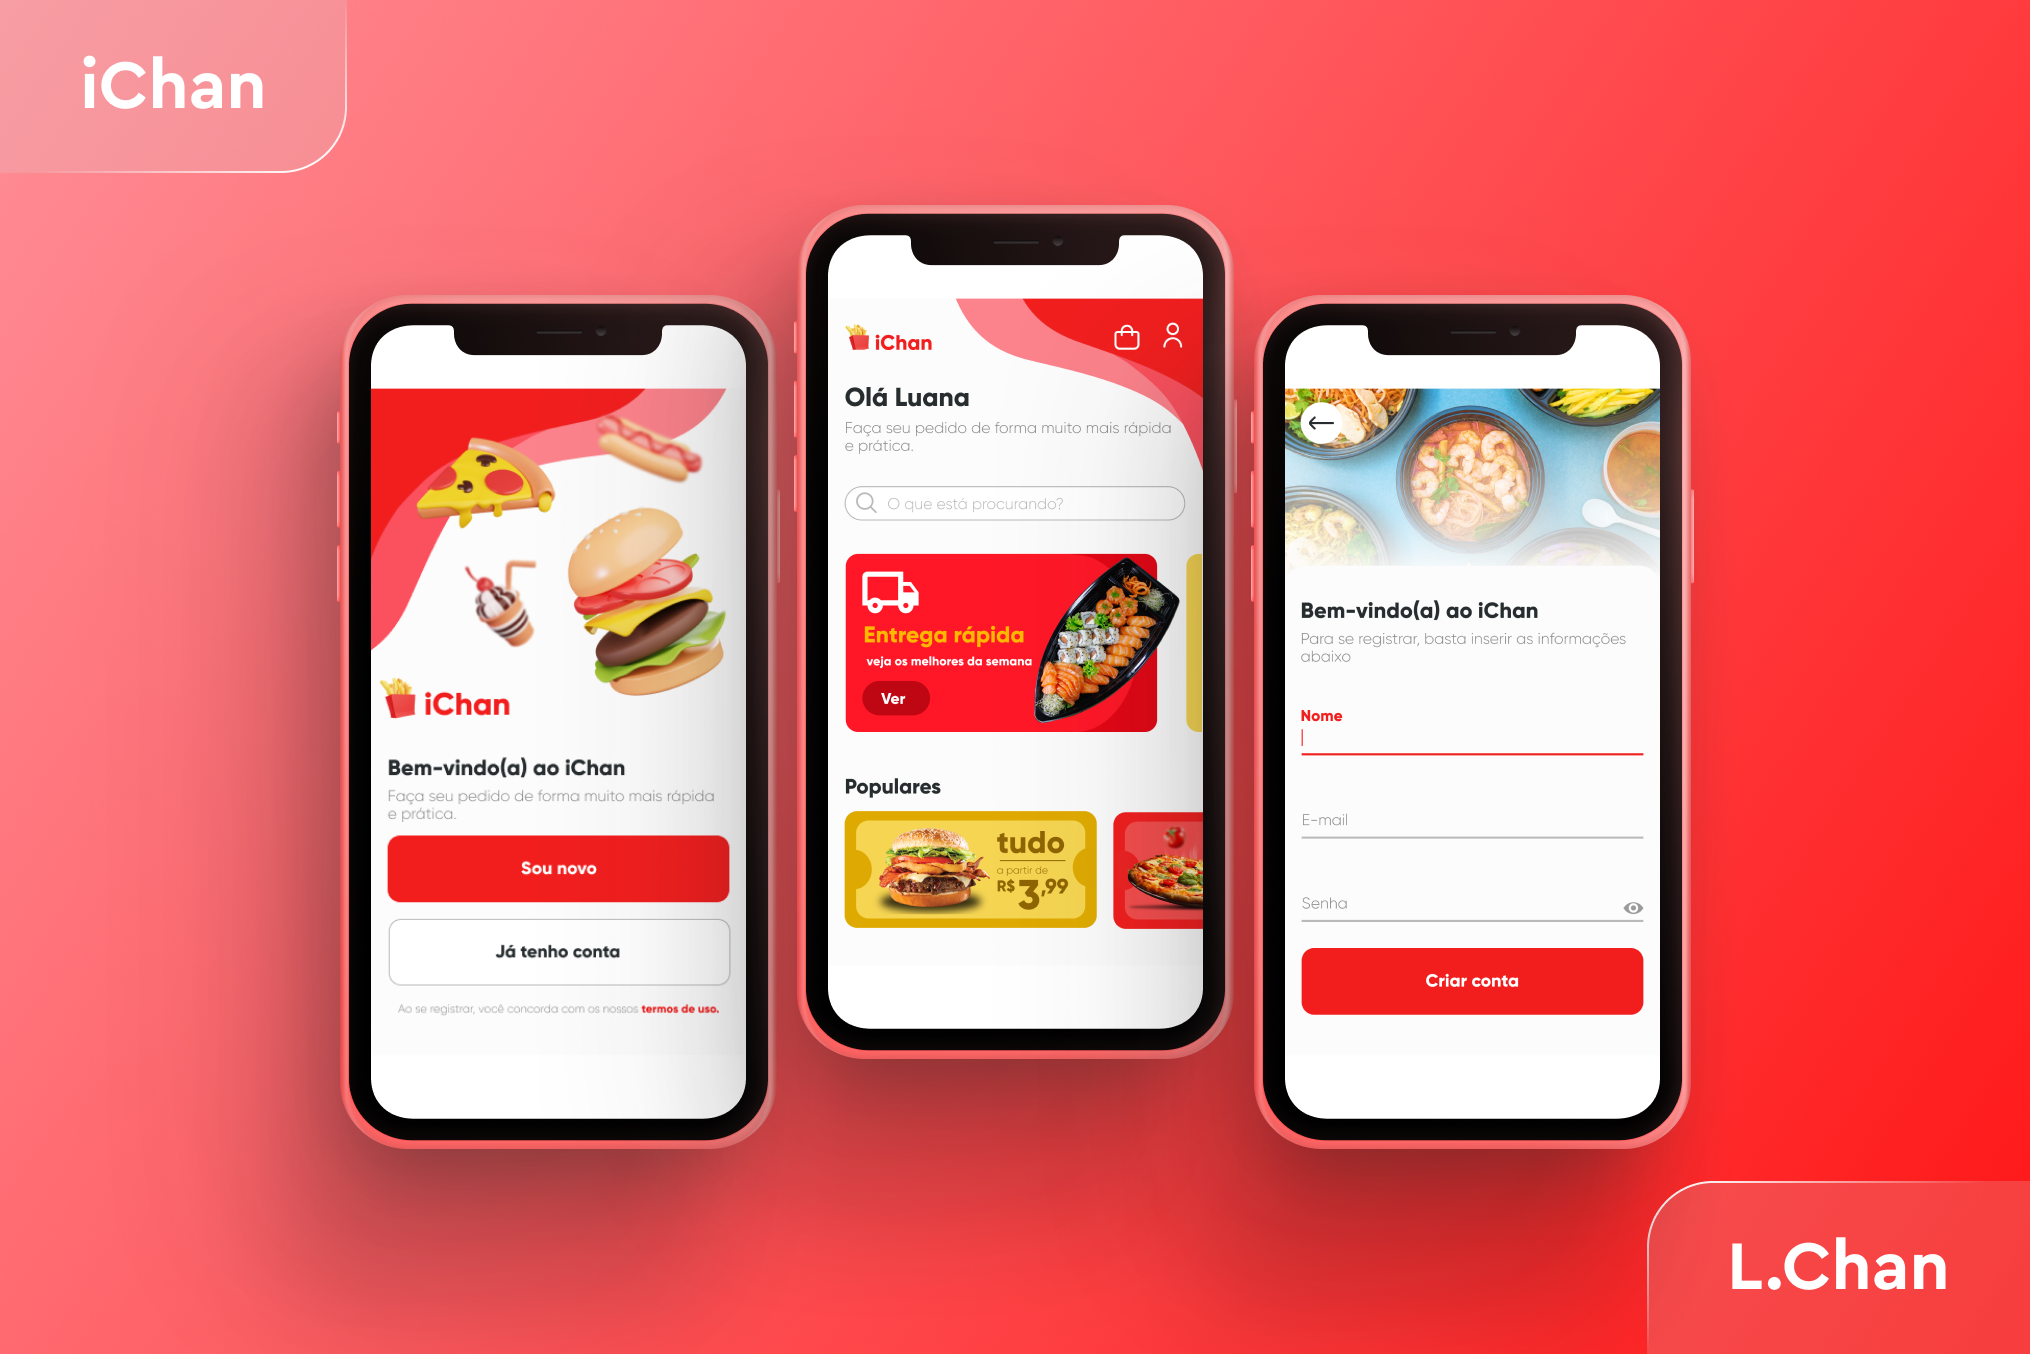 iChan
iChan
Bem-vindo(a) ao iChan
Faça seu pedido de forma muito mais rápida
e prática.
Sou novo
Já tenho conta
Ao se registrar, você concorda com os nossos termos de uso.
iChan
Olá Luana
Faça seu pedido de forma muito mais rápida
e prática.
O que está procurando?
Entrega rápida
veja os melhores da semana
Ver
Populares
tudo
a partir de
R$ 3,99
Bem-vindo(a) ao iChan
Para se registrar, basta inserir as informações
abaixo
Nome
E-mail
Senha
Criar conta
L.Chan